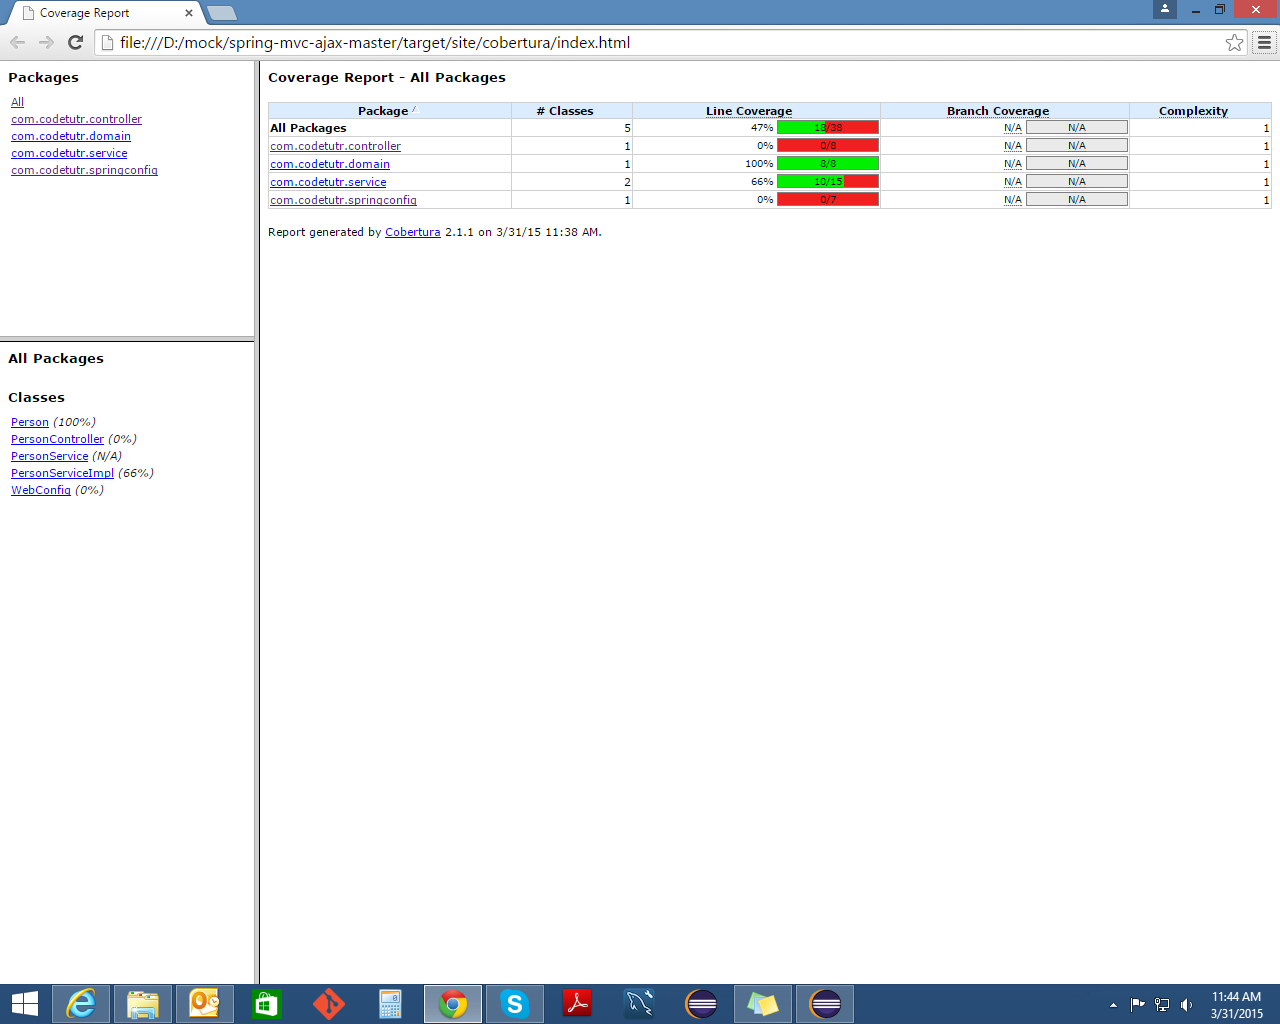 Coverage Report
file:///D:/mock/spring-mvc-ajax-master/target/site/cobertura/index.html
Packages
All
com.codetutr.controller
com.codetutr.domain
com.codetutr.service
com.codetutr.springconfig
All Packages
Classes
Person (100%)
PersonController (0%)
PersonService (N/A)
PersonServiceImpl (66%)
WebConfig (0%)
Coverage Report - All Packages
Package # Classes Line Coverage Branch Coverage Complexity
All Packages 5 47% 18/38 N/A N/A 1
com.codetutr.controller 1 0% 0/8 N/A N/A 1
com.codetutr.domain 1 100% 8/8 N/A N/A 1
com.codetutr.service 2 66% 10/15 N/A N/A 1
com.codetutr.springconfig 1 0% 0/7 N/A N/A 1
Report generated by Cobertura 2.1.1 on 3/31/15 11:38 AM.
11:44 AM
3/31/2015